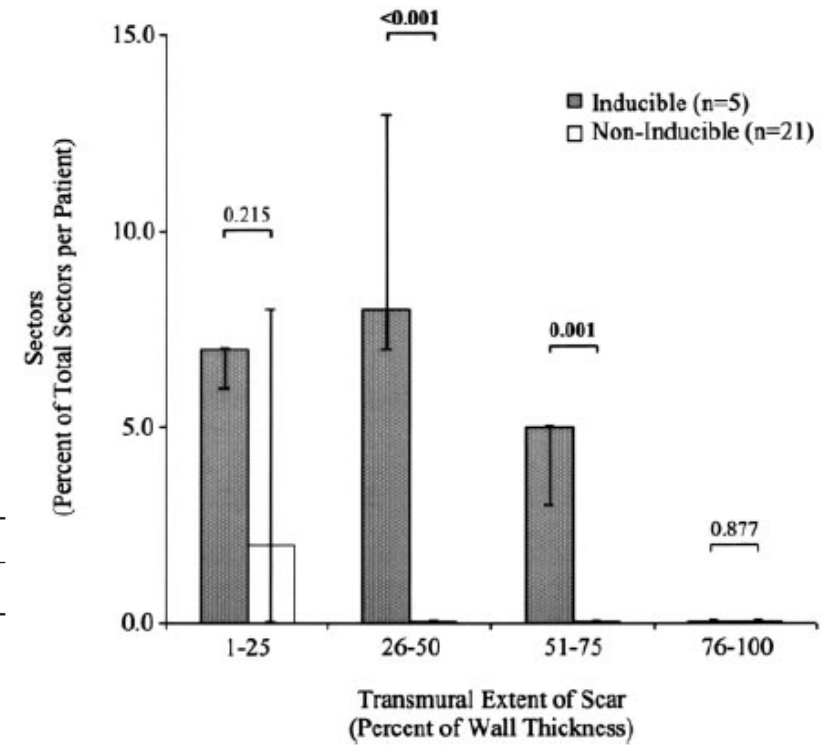 <0.001
15.0
Inducible (n=5)
Non-Inducible (n=21)
0.215
10.0
0.001
5.0
0.877
0.0
1-25 26-50 51-75 76-100
Sectors
(Percent of Total Sectors per Patient)
Transmural Extent of Scar
(Percent of Wall Thickness)